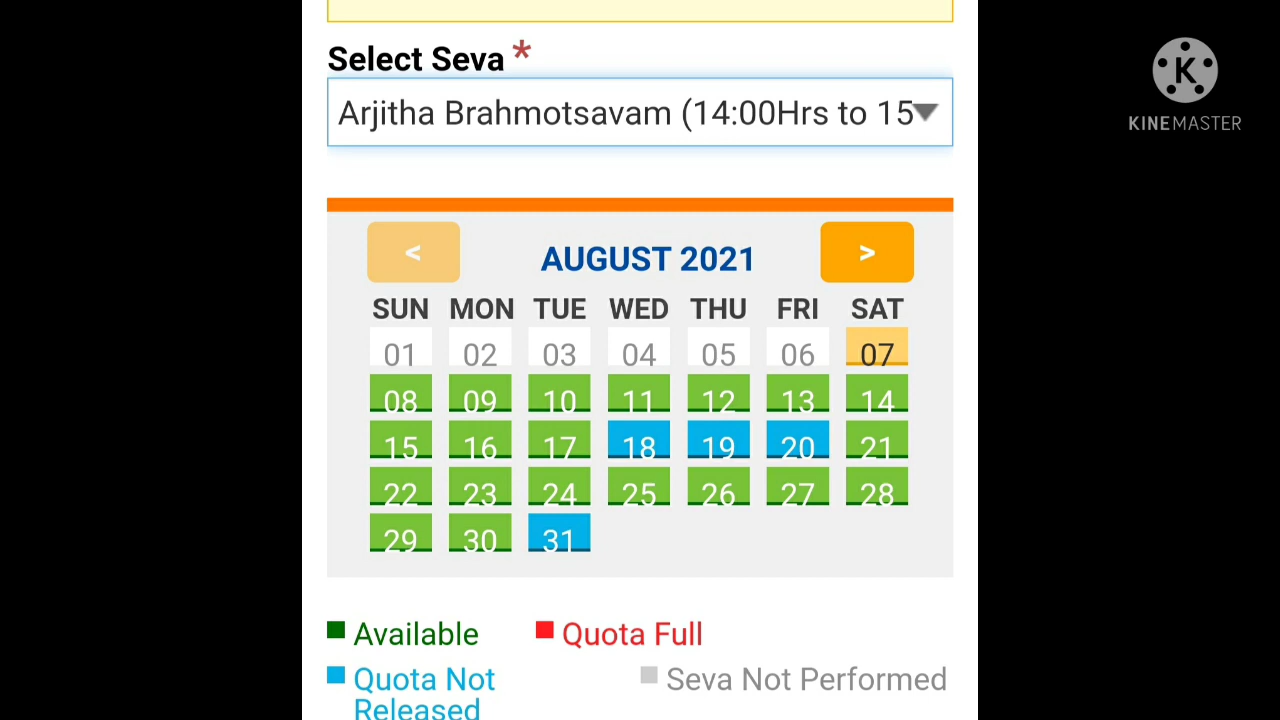 Select Seva *
Arjitha Brahmotsavam (14:00Hrs to 15
K
KINEMASTER
< AUGUST 2021 >
SUN MON TUE WED THU FRI SAT
01 02 03 04 05 06 07
08 09 10 11 12 13 14
15 16 17 18 19 20 21
22 23 24 25 26 27 28
29 30 31
Available Quota Full
Quota Not Seva Not Performed
Released